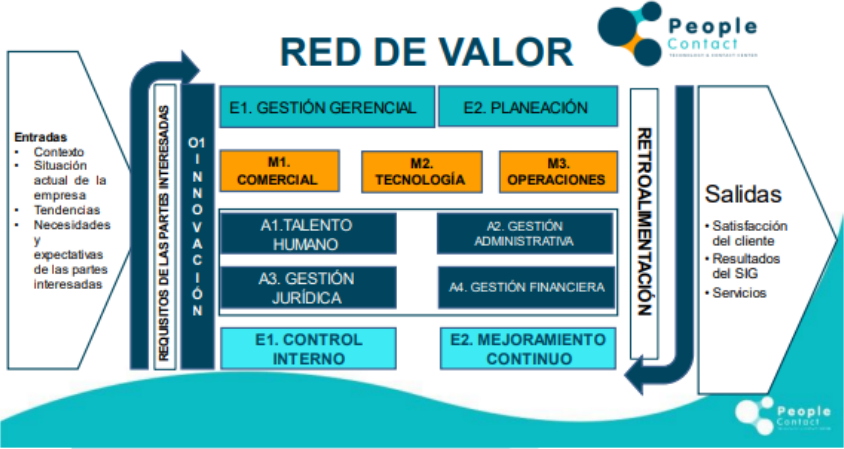 RED DE VALOR
People
Contact
TECHNOLOGY & CONTACT CENTER
Entradas
• Contexto
• Situación
actual de la
empresa
• Tendencias
• Necesidades
y
expectativas
de las partes
interesadas
REQUISITOS DE LAS PARTES INTERESADAS
O1
INNOVACIÓN
E1. GESTIÓN GERENCIAL
E2. PLANEACIÓN
M1.
COMERCIAL
M2.
TECNOLOGÍA
M3.
OPERACIONES
A1.TALENTO
HUMANO
A2. GESTIÓN
ADMINISTRATIVA
A3. GESTIÓN
JURÍDICA
A4. GESTIÓN FINANCIERA
E1. CONTROL
INTERNO
E2. MEJORAMIENTO
CONTINUO
RETROALIMENTACIÓN
Salidas
• Satisfacción
del cliente
• Resultados
del SIG
• Servicios
People
Contact